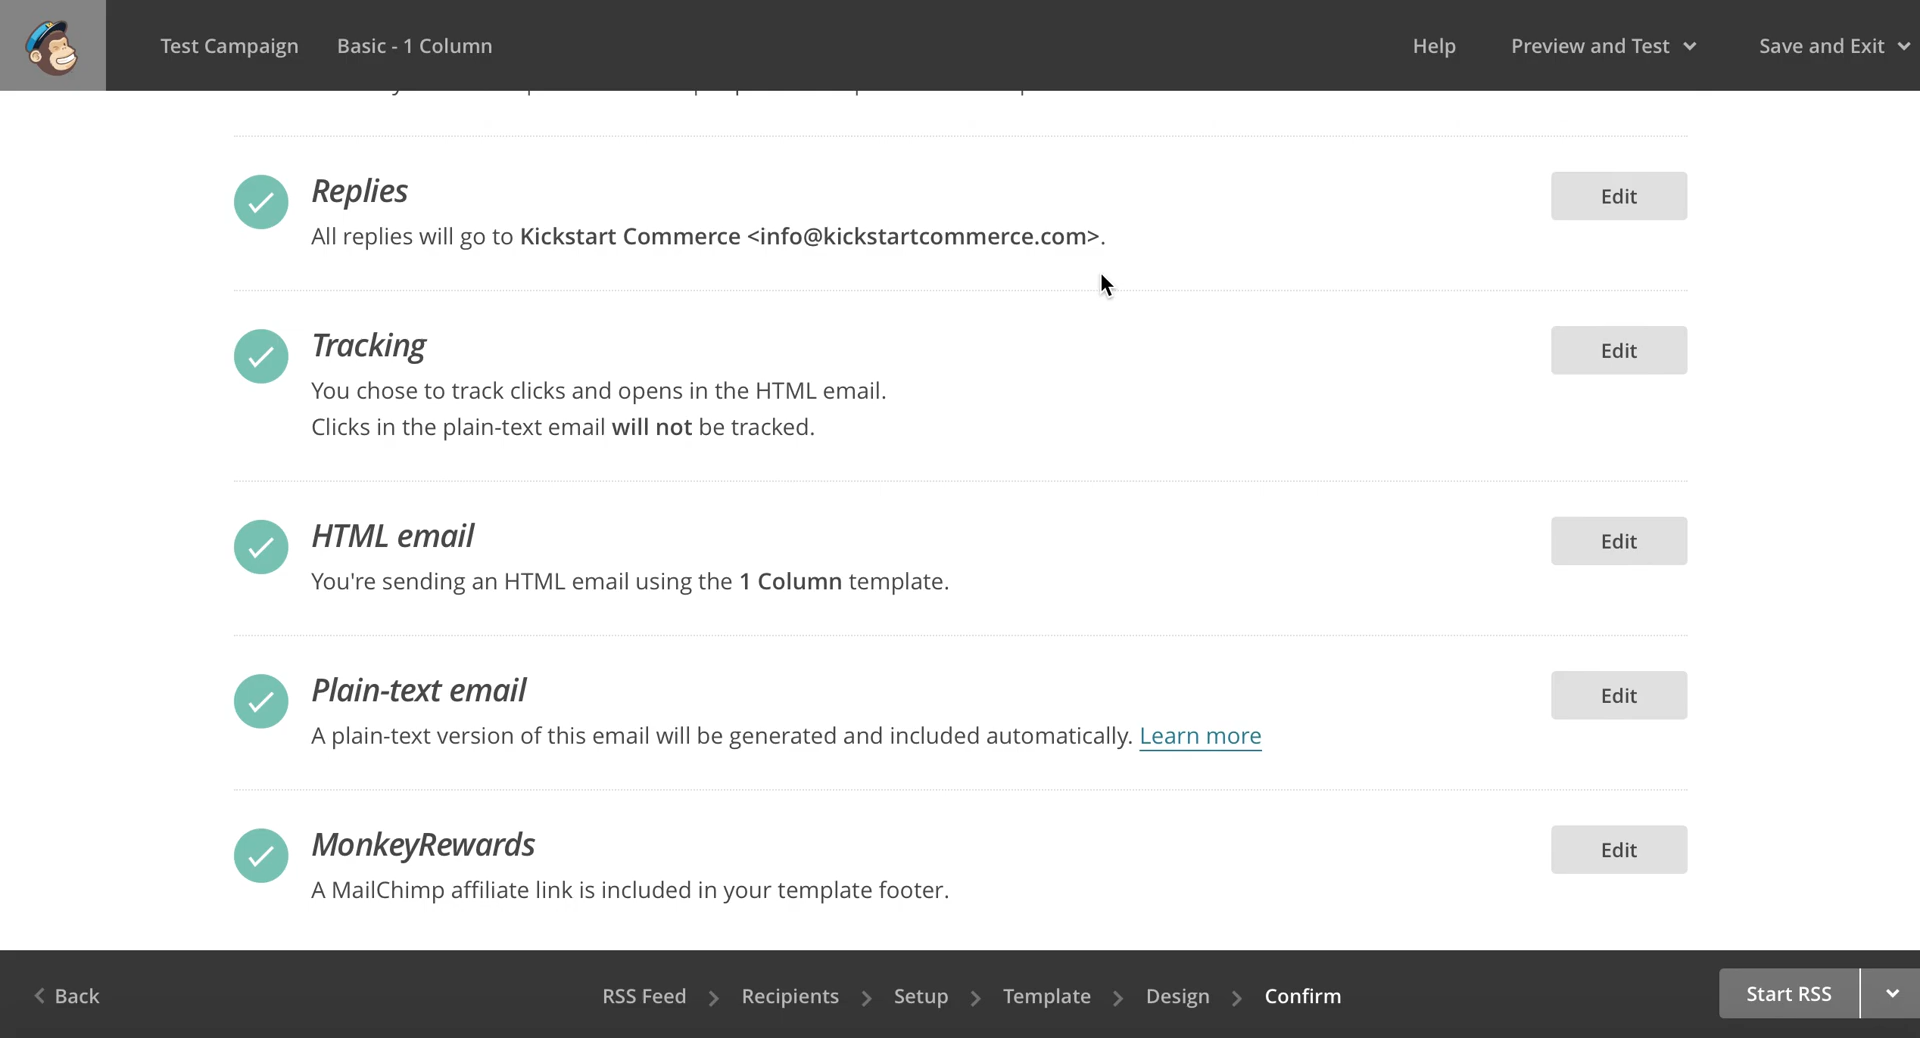 Test Campaign Basic - 1 Column Help Preview and Test Save and Exit
Replies Edit
All replies will go to Kickstart Commerce <info@kickstartcommerce.com>.
Tracking Edit
You chose to track clicks and opens in the HTML email.
Clicks in the plain-text email will not be tracked.
HTML email Edit
You're sending an HTML email using the 1 Column template.
Plain-text email Edit
A plain-text version of this email will be generated and included automatically. Learn more
MonkeyRewards Edit
A MailChimp affiliate link is included in your template footer.
Back RSS Feed Recipients Setup Template Design Confirm Start RSS